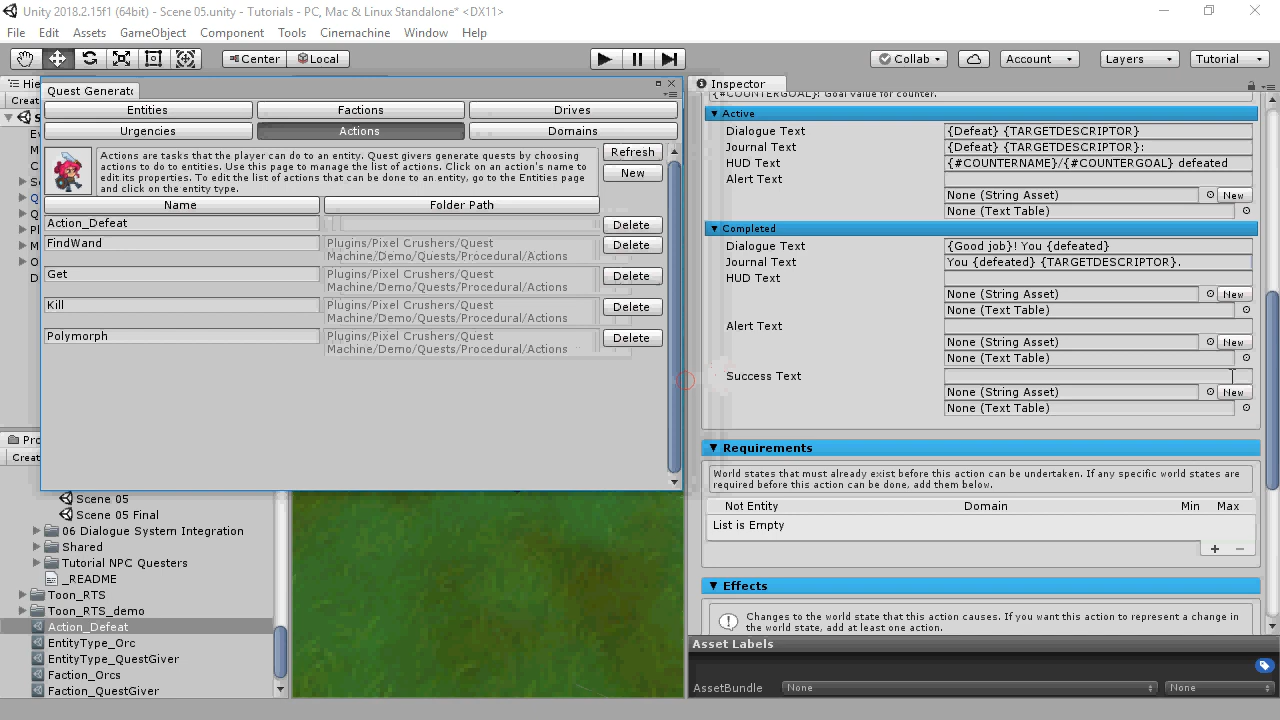 Unity 2018.2.15f1 (64bit) - Scene 05.unity - Tutorials - PC, Mac & Linux Standalone* <DX11>
File Edit Assets GameObject Component Tools Cinemachine Window Help
Center Local Collab Account Layers Tutorial
Hie
Creat
Quest Generato
Entities Factions Drives
Urgencies Actions Domains
Actions are tasks that the player can do to an entity. Quest givers generate quests by choosing
actions to do to entities. Use this page to manage the list of actions. Click on an action's name to
edit its properties. To edit the list of actions that can be done to an entity, go to the Entities page
and click on the entity type.
Refresh
New
Name Folder Path
Action_Defeat Delete
FindWand Plugins/Pixel Crushers/Quest
Machine/Demo/Quests/Procedural/Actions Delete
Get Plugins/Pixel Crushers/Quest
Machine/Demo/Quests/Procedural/Actions Delete
Kill Plugins/Pixel Crushers/Quest
Machine/Demo/Quests/Procedural/Actions Delete
Polymorph Plugins/Pixel Crushers/Quest
Machine/Demo/Quests/Procedural/Actions Delete
Pro
Creat
Scene 05
Scene 05 Final
06 Dialogue System Integration
Shared
Tutorial NPC Questers
_README
Toon_RTS
Toon_RTS_demo
Action_Defeat
EntityType_Orc
EntityType_QuestGiver
Faction_Orcs
Faction_QuestGiver
Inspector
{#COUNTERGOAL}: Goal value for counter.
Active
Dialogue Text {Defeat} {TARGETDESCRIPTOR}
Journal Text {Defeat} {TARGETDESCRIPTOR}:
HUD Text {#COUNTERNAME}/{#COUNTERGOAL} defeated
Alert Text
None (String Asset) New
None (Text Table)
Completed
Dialogue Text {Good job}! You {defeated}
Journal Text You {defeated} {TARGETDESCRIPTOR}.
HUD Text
None (String Asset) New
None (Text Table)
Alert Text
None (String Asset) New
None (Text Table)
Success Text
None (String Asset) New
None (Text Table)
Requirements
World states that must already exist before this action can be undertaken. If any specific world states are
required before this action can be done, add them below.
Not Entity Domain Min Max
List is Empty
+ −
Effects
Changes to the world state that this action causes. If you want this action to represent a change in
the world state, add at least one action.
Asset Labels
AssetBundle None None